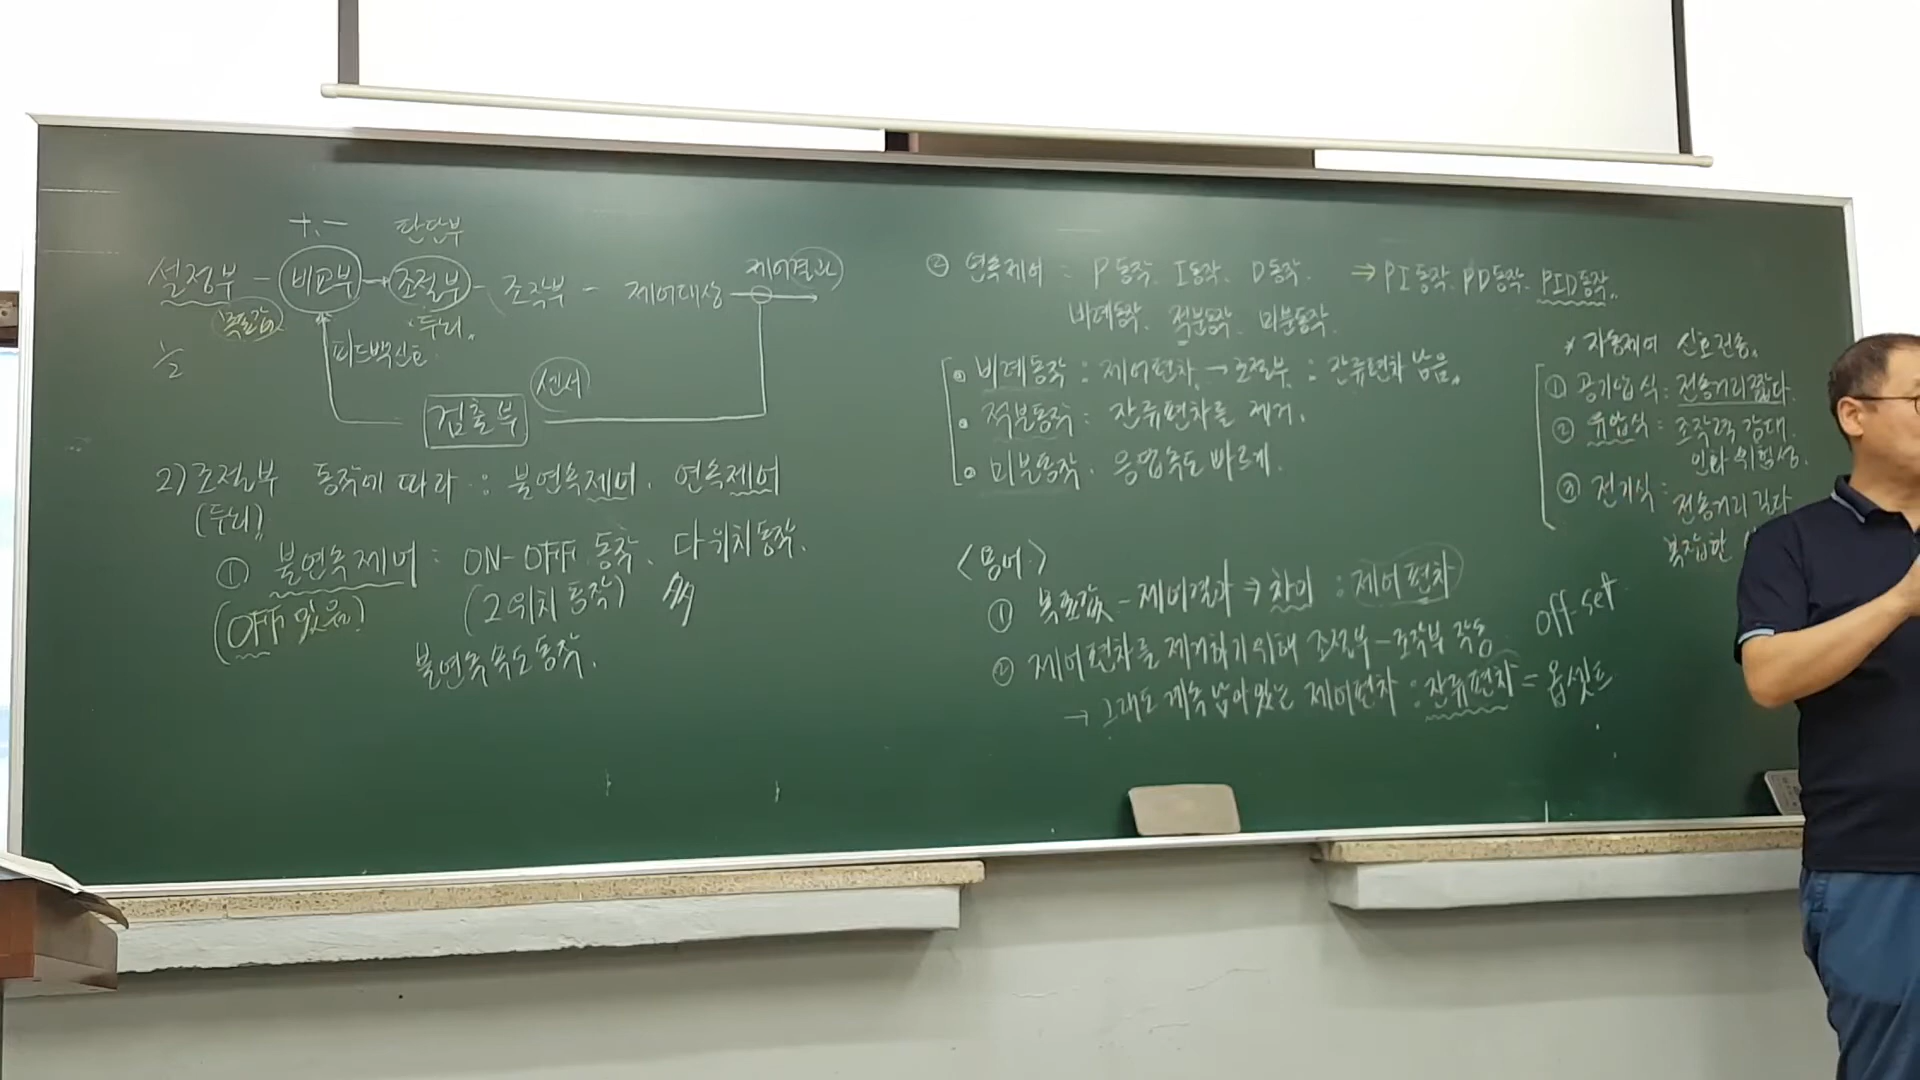 +、-
판단부
설정부 - 비교부 → 조절부 - 조작부 - 제어대상 제어결과
목표값
두뇌
피드백신호
1/2
센서
검출부
2) 조절부 동작에 따라 : 불연속제어. 연속제어
(두뇌)
① 불연속제어 : ON-OFF 동작. 다위치동작.
(OFF 있음) (2위치 동작) 多
불연속 속도 동작.
② 연속제어 : P동작. I동작. D동작. ⇒ PI동작. PD동작. PID동작.
비례동작. 적분동작. 미분동작.
• 비례동작 : 제어편차 → 조절부 : 잔류편차 남음.
• 적분동작 : 잔류편차를 제거.
• 미분동작. 응답속도 빠르게.
<용어>
① 목표값 - 제어결과 ⇒ 차이 : 제어편차
② 제어편차를 제거하기 위해 조절부 - 조작부 작동
→ 그래도 계속 남아있는 제어편차 : 잔류편차 = 옵셋트
off-set
* 자동제어 신호전송.
① 공기압식 : 전송거리 짧다.
② 유압식 : 조작력 강대.
인화 위험성.
③ 전기식 : 전송거리 길다
복잡한